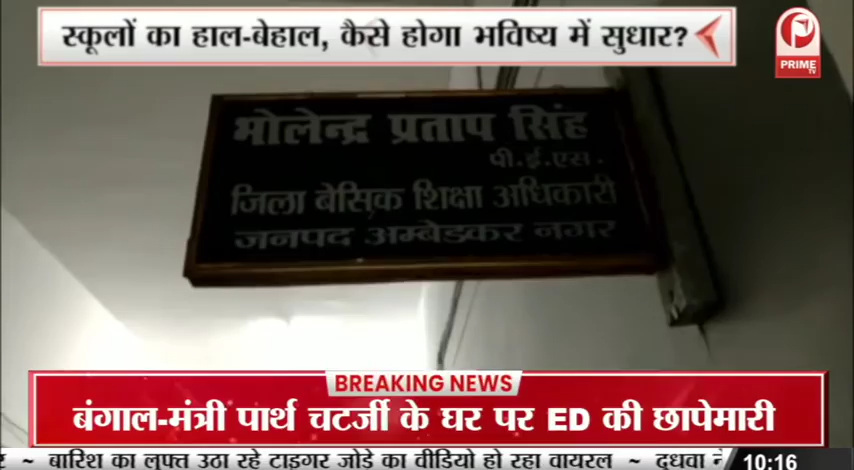 स्कूलों का हाल-बेहाल, कैसे होगा भविष्य में सुधार?
PRIME
TV
भोलेन्द्र प्रताप सिंह
पी.ई.एस.
जिला बेसिक शिक्षा अधिकारी
जनपद अम्बेडकर नगर
BREAKING NEWS
बंगाल-मंत्री पार्थ चटर्जी के घर पर ED की छापेमारी
~ बारिश का लुफ्त उठा रहे टाइगर जोड़े का वीडियो हो रहा वायरल ~ दुधवा
10:16